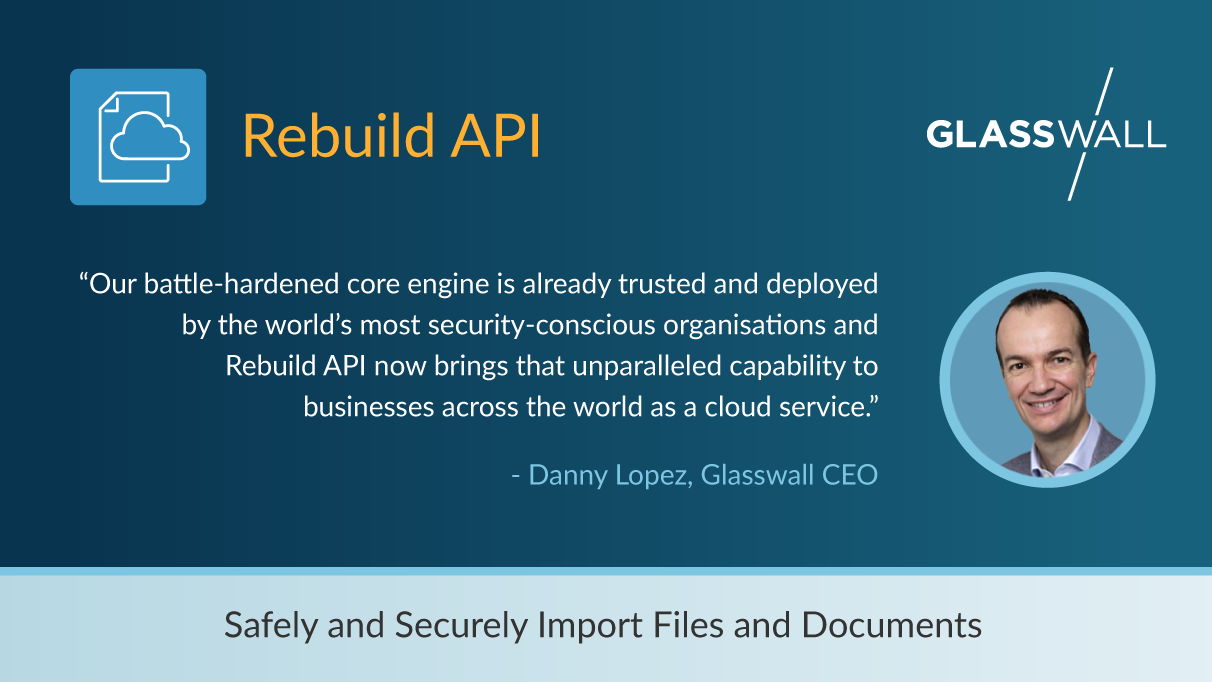 Rebuild API
GLASSWALL
“Our battle-hardened core engine is already trusted and deployed
by the world’s most security-conscious organisations and
Rebuild API now brings that unparalleled capability to
businesses across the world as a cloud service.”
- Danny Lopez, Glasswall CEO
Safely and Securely Import Files and Documents